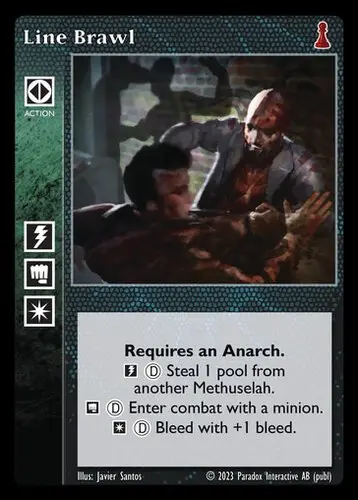 Line Brawl
ACTION
Requires an Anarch.
Ⓓ Steal 1 pool from
another Methuselah.
Ⓓ Enter combat with a minion.
Ⓓ Bleed with +1 bleed.
Illus: Javier Santos © 2023 Paradox Interactive AB (publ)